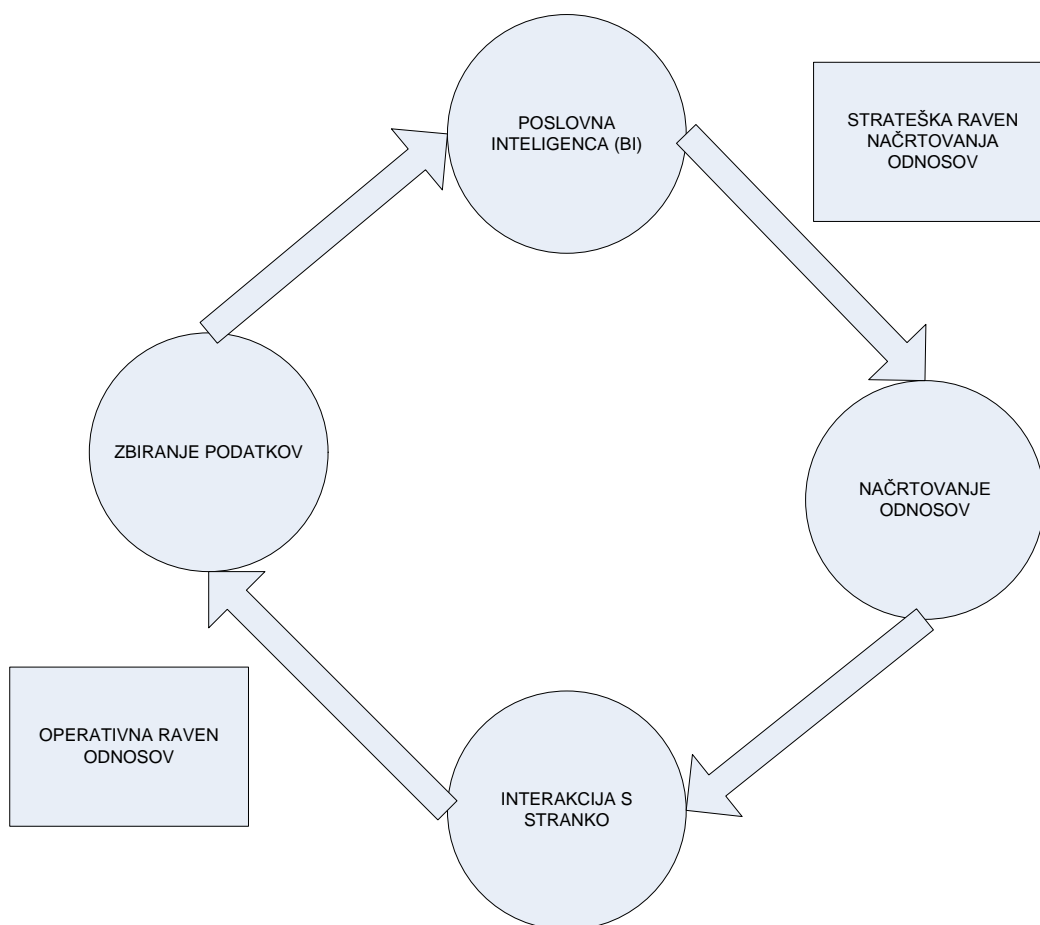 POSLOVNA
INTELIGENCA (BI)
STRATEŠKA RAVEN
NAČRTOVANJA
ODNOSOV
ZBIRANJE PODATKOV
NAČRTOVANJE
ODNOSOV
OPERATIVNA RAVEN
ODNOSOV
INTERAKCIJA S
STRANKO